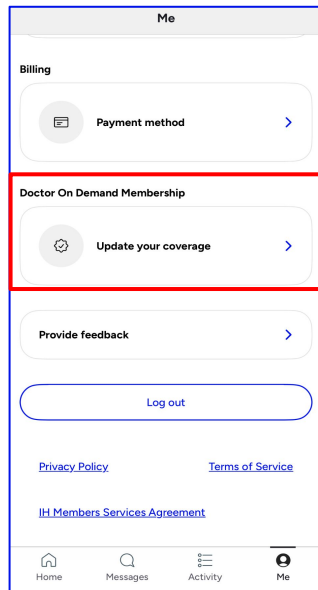 Me
Billing
Payment method
Doctor On Demand Membership
Update your coverage
Provide feedback
Log out
Privacy Policy Terms of Service
IH Members Services Agreement
Home Messages Activity Me